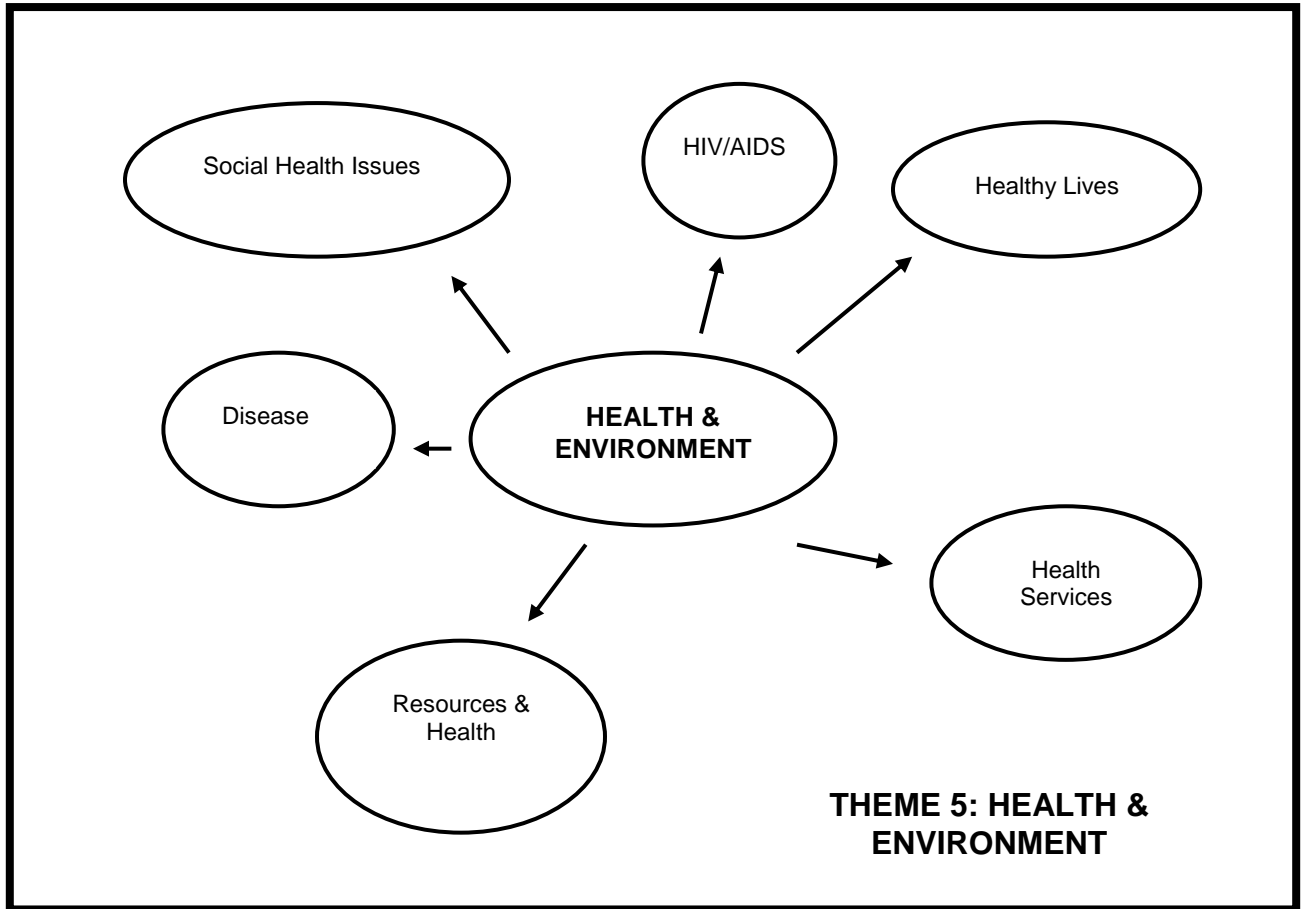 Social Health Issues
HIV/AIDS
Healthy Lives
Disease
HEALTH &
ENVIRONMENT
Health
Services
Resources &
Health
THEME 5: HEALTH &
ENVIRONMENT